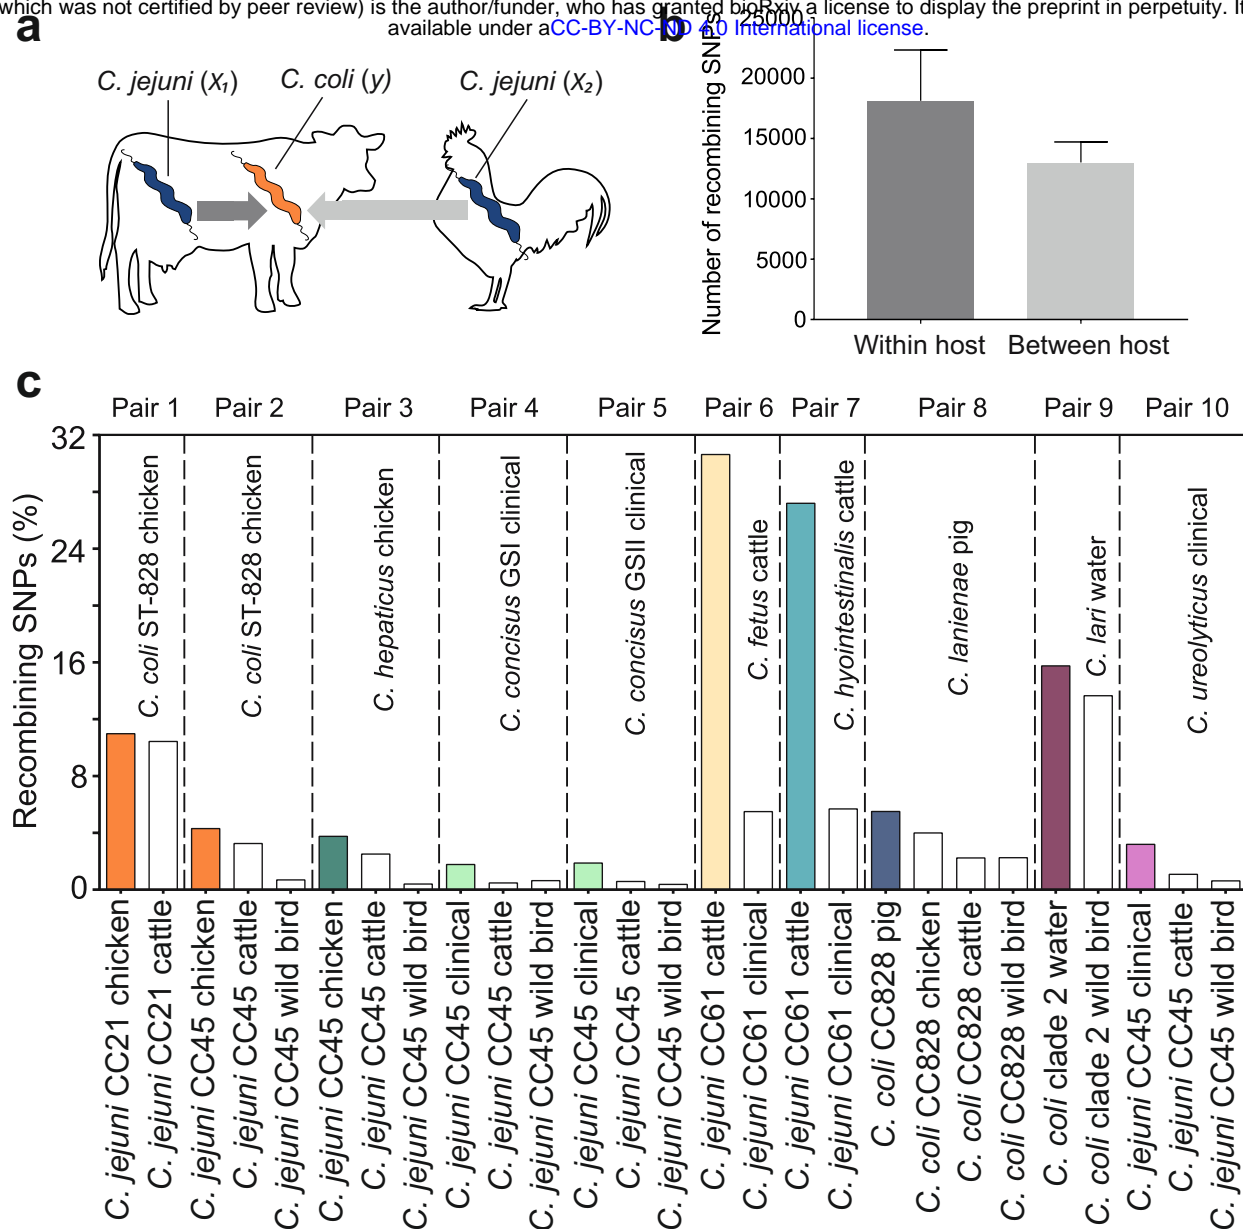 which was not certified by peer review) is the author/funder, who has granted bioRxiv a license to display the preprint in perpetuity. It
available under aCC-BY-NC-ND 4.0 International license.
a
C. jejuni (X₁)
C. coli (y)
C. jejuni (X₂)
b
Number of recombining SNPs
25000
20000
15000
10000
5000
0
Within host
Between host
c
Pair 1
Pair 2
Pair 3
Pair 4
Pair 5
Pair 6
Pair 7
Pair 8
Pair 9
Pair 10
Recombining SNPs (%)
32
24
16
8
0
C. coli ST-828 chicken
C. coli ST-828 chicken
C. hepaticus chicken
C. concisus GSI clinical
C. concisus GSII clinical
C. fetus cattle
C. hyointestinalis cattle
C. lanienae pig
C. lari water
C. ureolyticus clinical
C. jejuni CC21 chicken
C. jejuni CC21 cattle
C. jejuni CC45 chicken
C. jejuni CC45 cattle
C. jejuni CC45 wild bird
C. jejuni CC45 chicken
C. jejuni CC45 cattle
C. jejuni CC45 wild bird
C. jejuni CC45 clinical
C. jejuni CC45 cattle
C. jejuni CC45 wild bird
C. jejuni CC45 clinical
C. jejuni CC45 cattle
C. jejuni CC45 wild bird
C. jejuni CC61 cattle
C. jejuni CC61 clinical
C. jejuni CC61 cattle
C. jejuni CC61 clinical
C. coli CC828 pig
C. coli CC828 chicken
C. coli CC828 cattle
C. coli CC828 wild bird
C. coli clade 2 water
C. coli clade 2 wild bird
C. jejuni CC45 clinical
C. jejuni CC45 cattle
C. jejuni CC45 wild bird